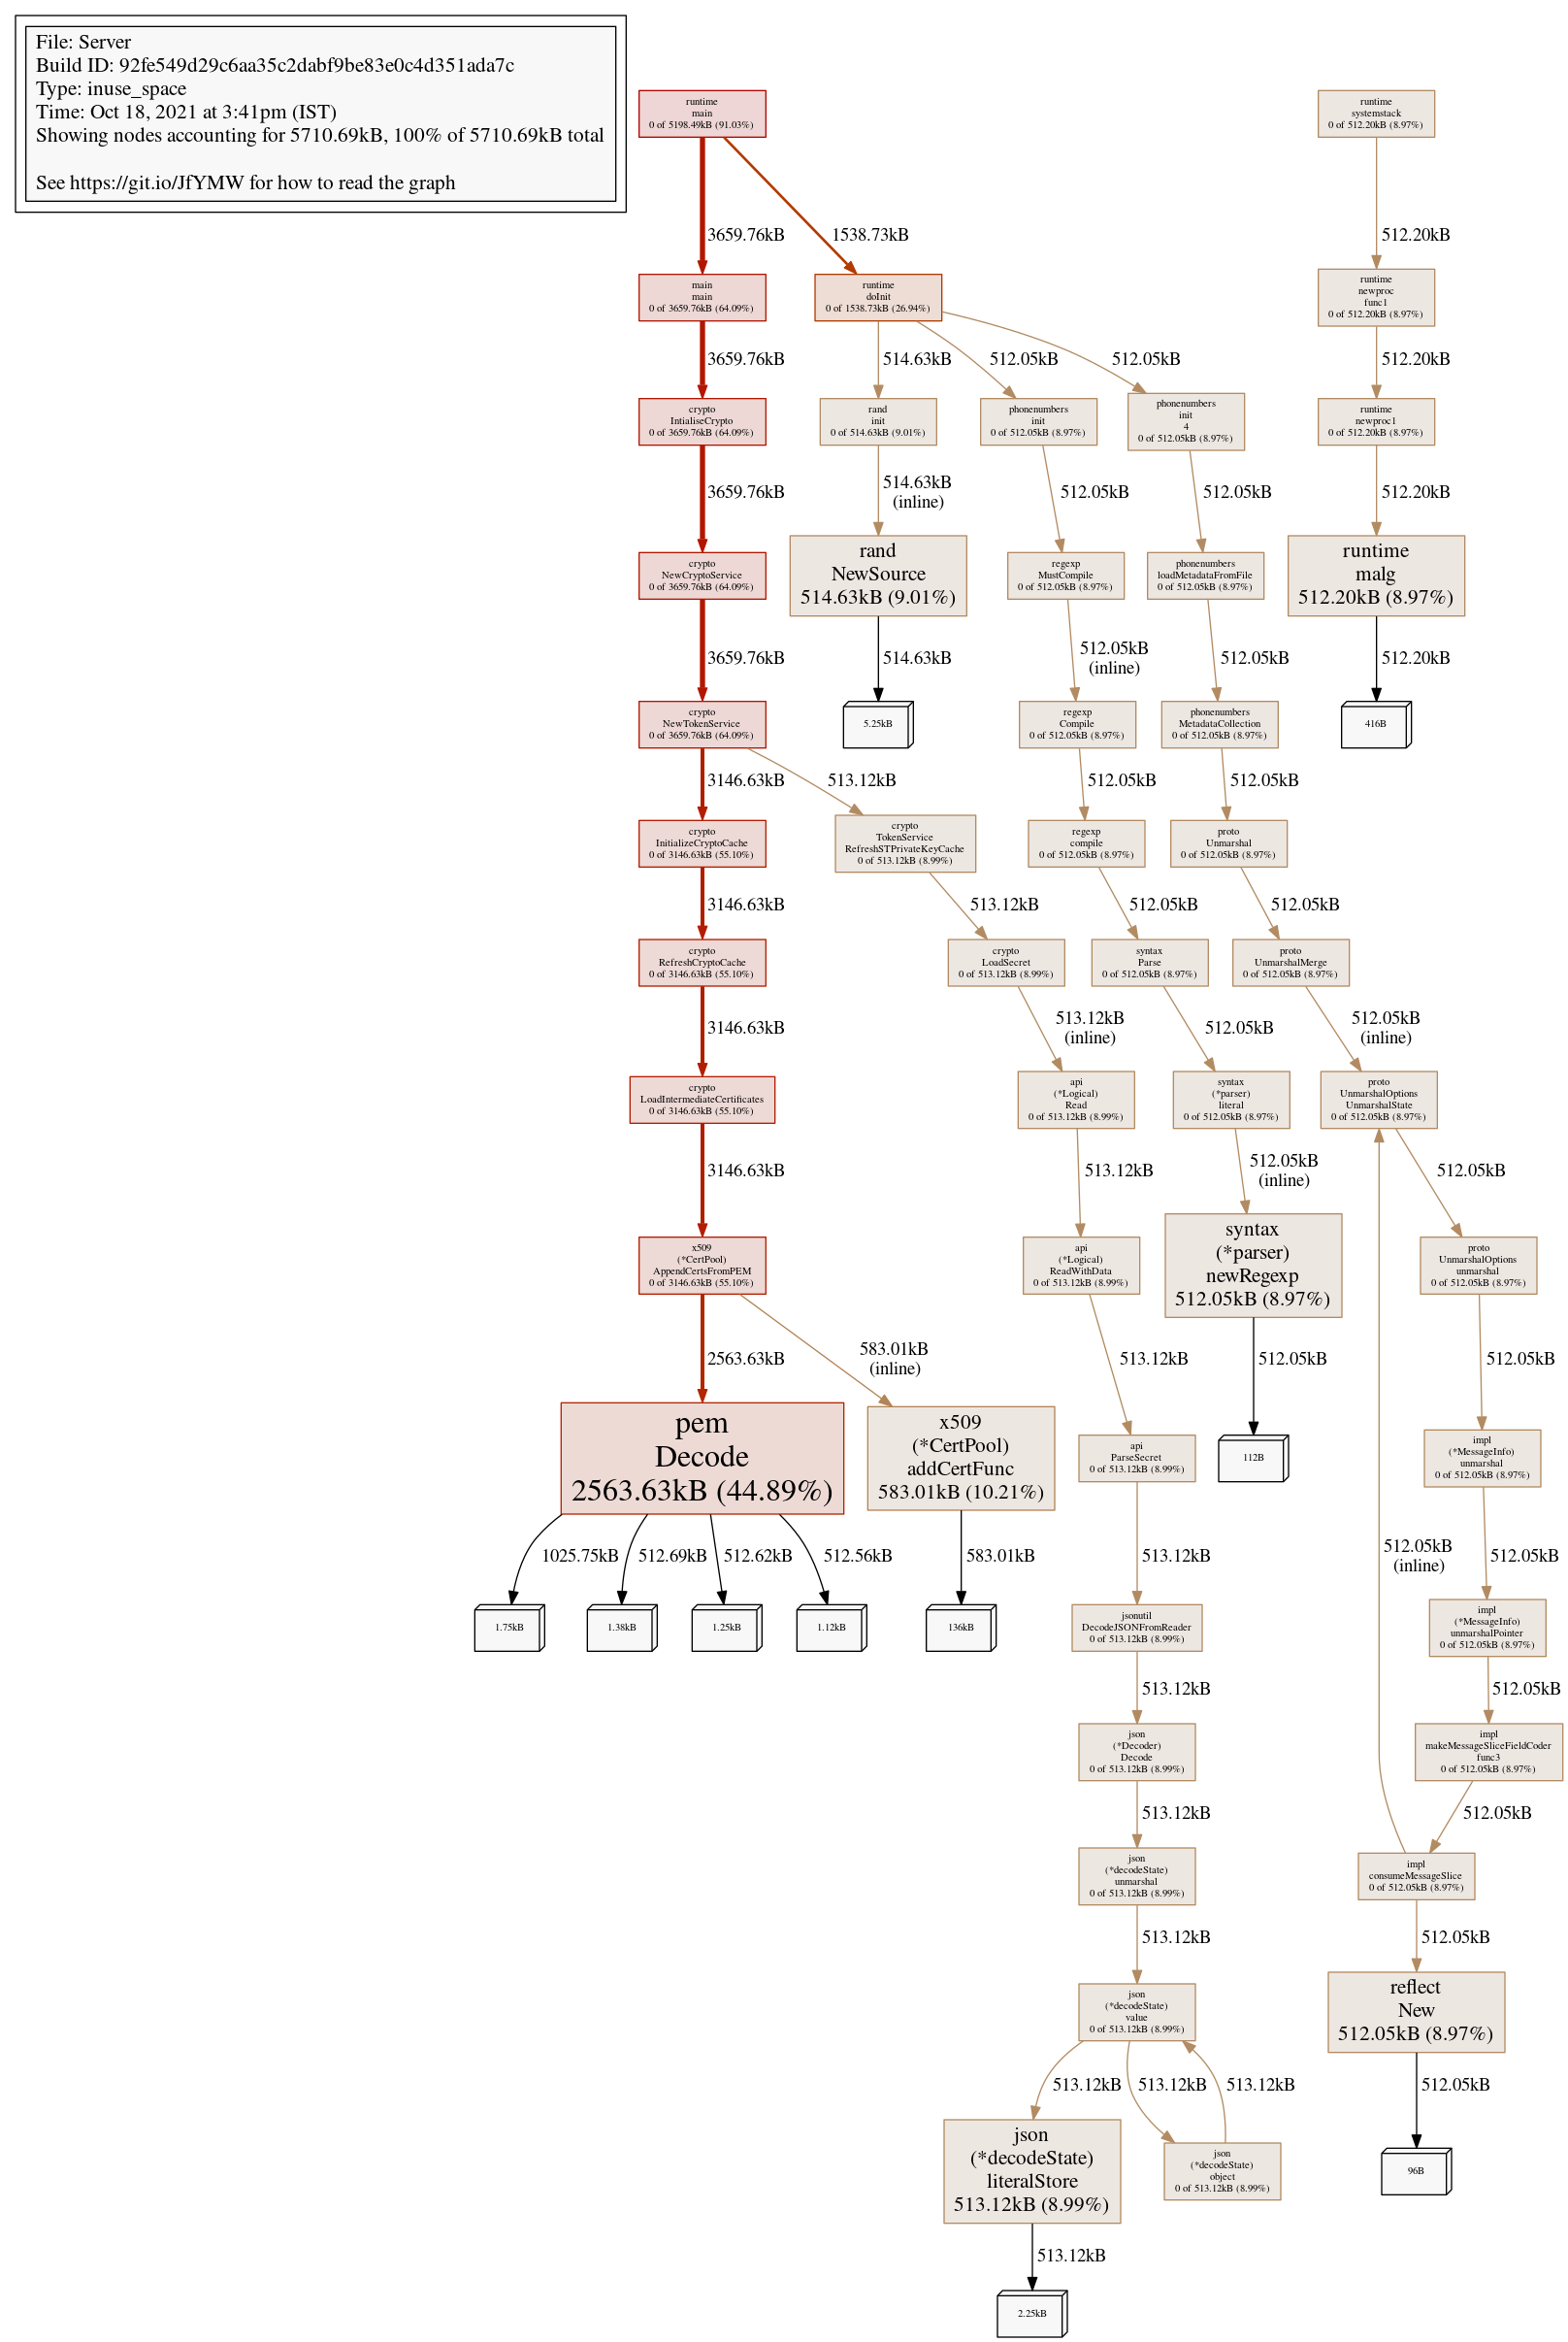 File: Server
Build ID: 92fe549d29c6aa35c2dabf9be83e0c4d351ada7c
Type: inuse_space
Time: Oct 18, 2021 at 3:41pm (IST)
Showing nodes accounting for 5710.69kB, 100% of 5710.69kB total
See https://git.io/JfYMW for how to read the graph
runtime
main
0 of 5198.49kB (91.03%)
runtime
systemstack
0 of 512.20kB (8.97%)
3659.76kB
1538.73kB
512.20kB
main
main
0 of 3659.76kB (64.09%)
runtime
doInit
0 of 1538.73kB (26.94%)
runtime
newproc
func1
0 of 512.20kB (8.97%)
3659.76kB
514.63kB
512.05kB
512.05kB
512.20kB
crypto
IntialiseCrypto
0 of 3659.76kB (64.09%)
rand
init
0 of 514.63kB (9.01%)
phonenumbers
init
0 of 512.05kB (8.97%)
phonenumbers
init
4
0 of 512.05kB (8.97%)
runtime
newproc1
0 of 512.20kB (8.97%)
3659.76kB
514.63kB
(inline)
512.05kB
512.05kB
512.20kB
crypto
NewCryptoService
0 of 3659.76kB (64.09%)
rand
NewSource
514.63kB (9.01%)
regexp
MustCompile
0 of 512.05kB (8.97%)
phonenumbers
loadMetadataFromFile
0 of 512.05kB (8.97%)
runtime
malg
512.20kB (8.97%)
3659.76kB
514.63kB
512.05kB
(inline)
512.05kB
512.20kB
crypto
NewTokenService
0 of 3659.76kB (64.09%)
5.25kB
regexp
Compile
0 of 512.05kB (8.97%)
phonenumbers
MetadataCollection
0 of 512.05kB (8.97%)
416B
3146.63kB
513.12kB
512.05kB
512.05kB
crypto
InitializeCryptoCache
0 of 3146.63kB (55.10%)
crypto
TokenService
RefreshSTPrivateKeyCache
0 of 513.12kB (8.99%)
regexp
compile
0 of 512.05kB (8.97%)
proto
Unmarshal
0 of 512.05kB (8.97%)
3146.63kB
513.12kB
512.05kB
512.05kB
crypto
RefreshCryptoCache
0 of 3146.63kB (55.10%)
crypto
LoadSecret
0 of 513.12kB (8.99%)
syntax
Parse
0 of 512.05kB (8.97%)
proto
UnmarshalMerge
0 of 512.05kB (8.97%)
3146.63kB
513.12kB
(inline)
512.05kB
512.05kB
(inline)
crypto
LoadIntermediateCertificates
0 of 3146.63kB (55.10%)
api
(*Logical)
Read
0 of 513.12kB (8.99%)
syntax
(*parser)
literal
0 of 512.05kB (8.97%)
proto
UnmarshalOptions
UnmarshalState
0 of 512.05kB (8.97%)
3146.63kB
513.12kB
512.05kB
(inline)
512.05kB
x509
(*CertPool)
AppendCertsFromPEM
0 of 3146.63kB (55.10%)
api
(*Logical)
ReadWithData
0 of 513.12kB (8.99%)
syntax
(*parser)
newRegexp
512.05kB (8.97%)
proto
UnmarshalOptions
unmarshal
0 of 512.05kB (8.97%)
2563.63kB
583.01kB
(inline)
513.12kB
512.05kB
512.05kB
pem
Decode
2563.63kB (44.89%)
x509
(*CertPool)
addCertFunc
583.01kB (10.21%)
api
ParseSecret
0 of 513.12kB (8.99%)
112B
impl
(*MessageInfo)
unmarshal
0 of 512.05kB (8.97%)
1025.75kB
512.69kB
512.62kB
512.56kB
583.01kB
513.12kB
512.05kB
(inline)
512.05kB
1.75kB
1.38kB
1.25kB
1.12kB
136kB
jsonutil
DecodeJSONFromReader
0 of 513.12kB (8.99%)
impl
(*MessageInfo)
unmarshalPointer
0 of 512.05kB (8.97%)
513.12kB
512.05kB
json
(*Decoder)
Decode
0 of 513.12kB (8.99%)
impl
makeMessageSliceFieldCoder
func3
0 of 512.05kB (8.97%)
513.12kB
512.05kB
json
(*decodeState)
unmarshal
0 of 513.12kB (8.99%)
impl
consumeMessageSlice
0 of 512.05kB (8.97%)
513.12kB
512.05kB
json
(*decodeState)
value
0 of 513.12kB (8.99%)
reflect
New
512.05kB (8.97%)
513.12kB
513.12kB
513.12kB
512.05kB
json
(*decodeState)
literalStore
513.12kB (8.99%)
json
(*decodeState)
object
0 of 513.12kB (8.99%)
96B
513.12kB
2.25kB